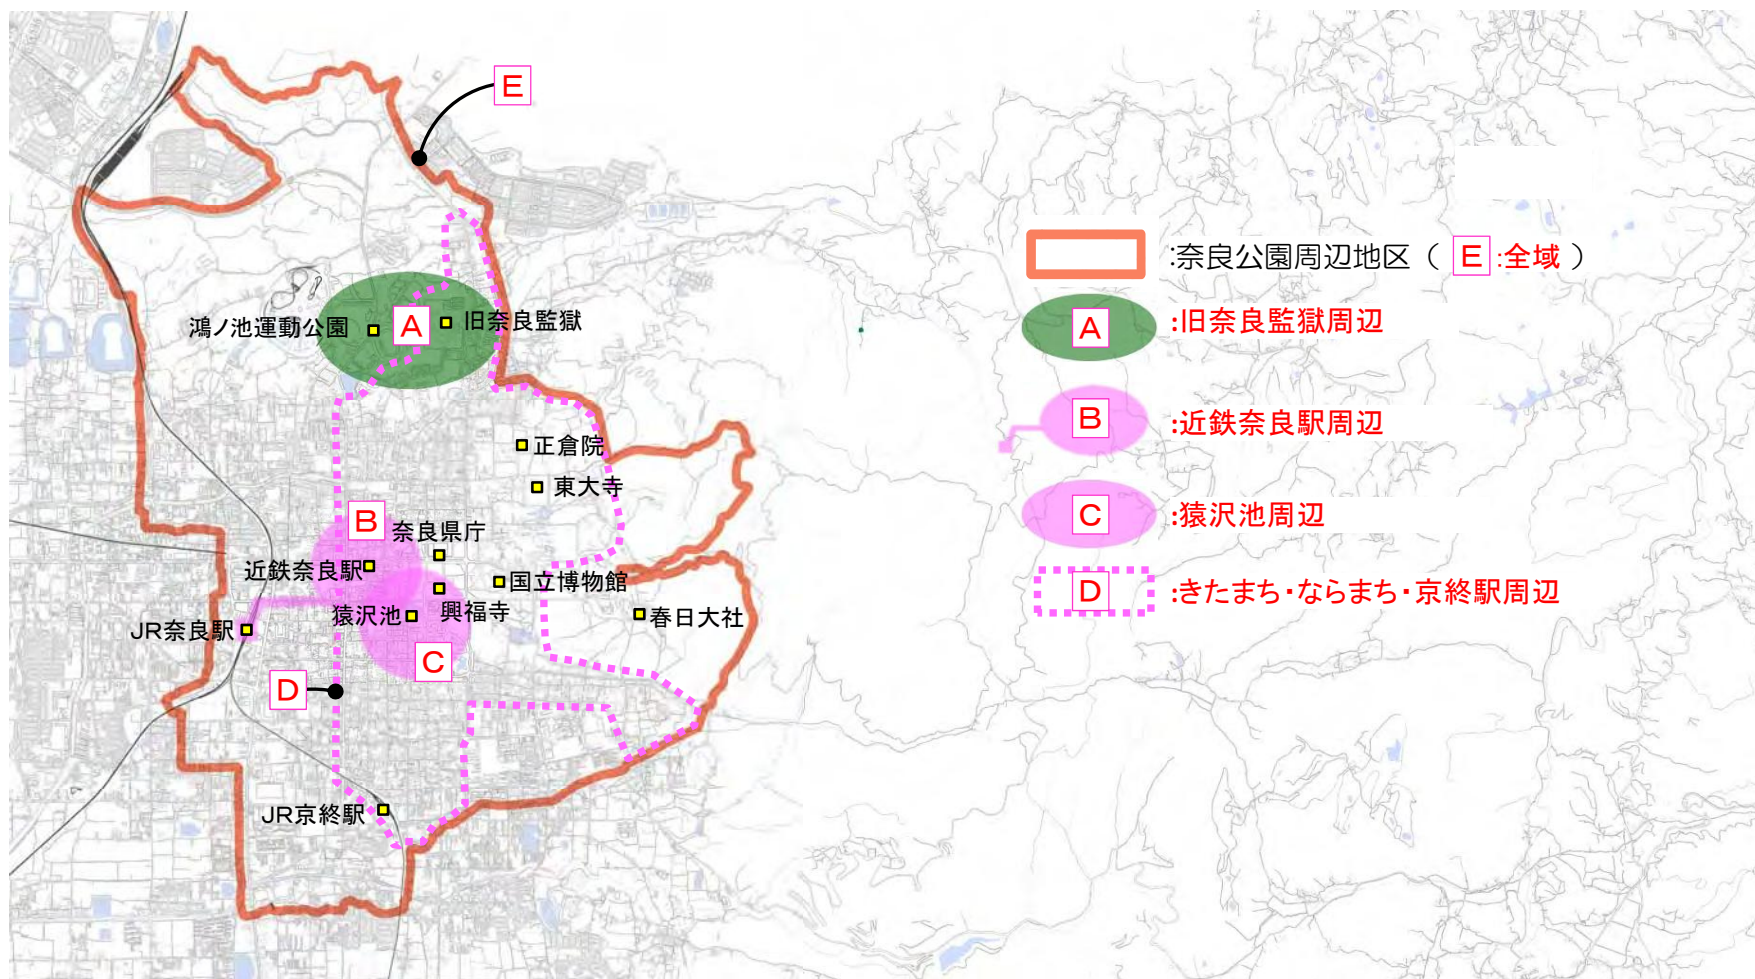 E
鴻ノ池運動公園
A
旧奈良監獄
正倉院
東大寺
B
奈良県庁
近鉄奈良駅
国立博物館
興福寺
猿沢池
春日大社
JR奈良駅
C
D
JR京終駅
:奈良公園周辺地区（ E :全域 ）
A :旧奈良監獄周辺
B :近鉄奈良駅周辺
C :猿沢池周辺
D :きたまち・ならまち・京終駅周辺